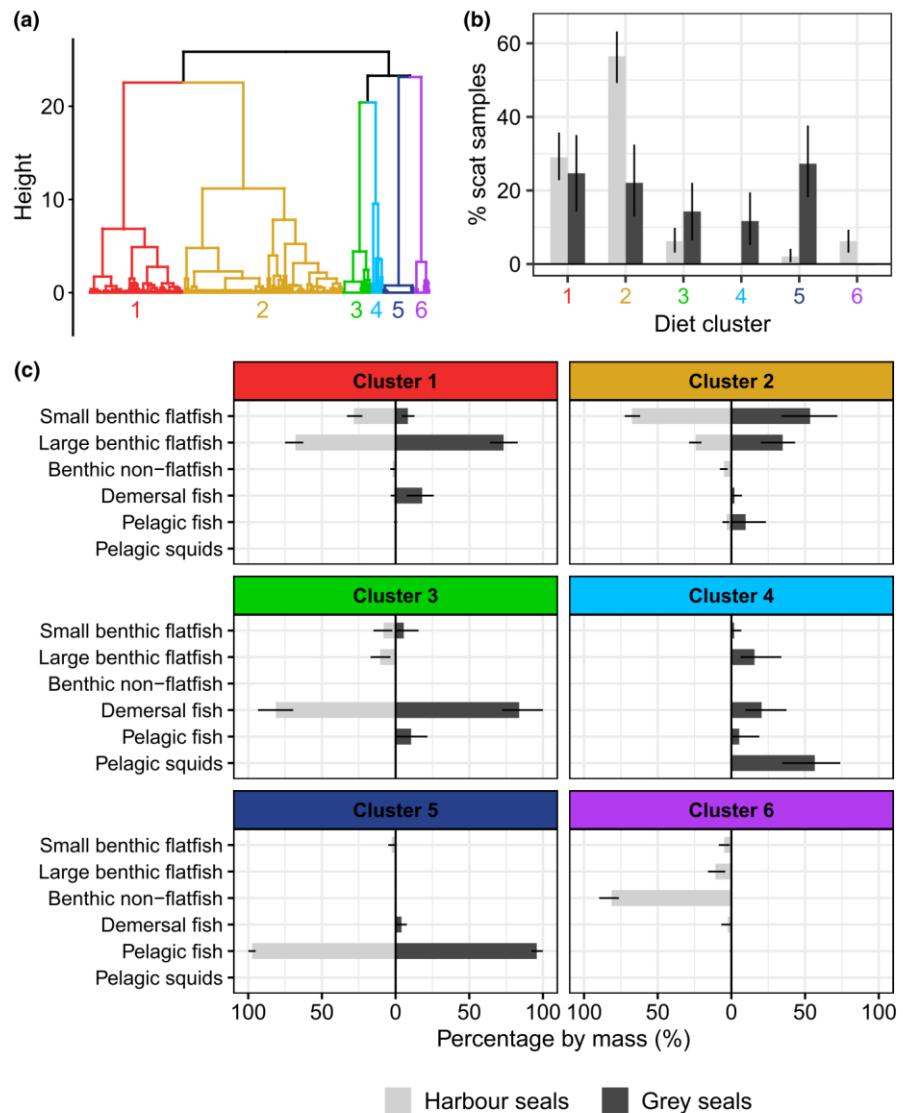 (a)
Height
20
10
0
1 2 3 4 5 6
(b)
% scat samples
60
40
20
0
1 2 3 4 5 6
Diet cluster
(c)
Cluster 1 Cluster 2
Small benthic flatfish
Large benthic flatfish
Benthic non−flatfish
Demersal fish
Pelagic fish
Pelagic squids
Cluster 3 Cluster 4
Small benthic flatfish
Large benthic flatfish
Benthic non−flatfish
Demersal fish
Pelagic fish
Pelagic squids
Cluster 5 Cluster 6
Small benthic flatfish
Large benthic flatfish
Benthic non−flatfish
Demersal fish
Pelagic fish
Pelagic squids
100 50 0 50 100 100 50 0 50 100
Percentage by mass (%)
Harbour seals Grey seals